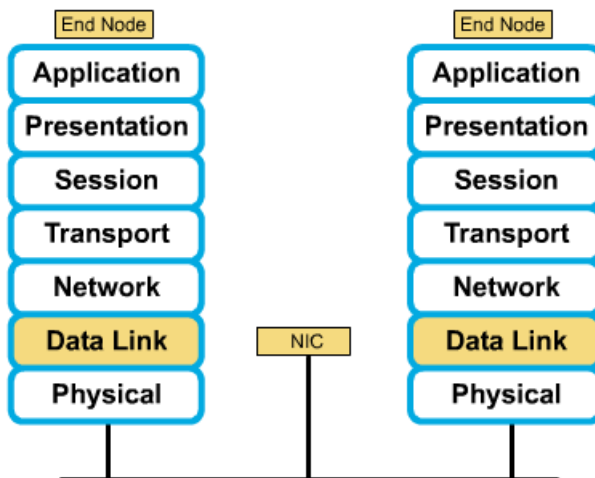 End Node
Application
Presentation
Session
Transport
Network
Data Link
Physical
NIC
End Node
Application
Presentation
Session
Transport
Network
Data Link
Physical